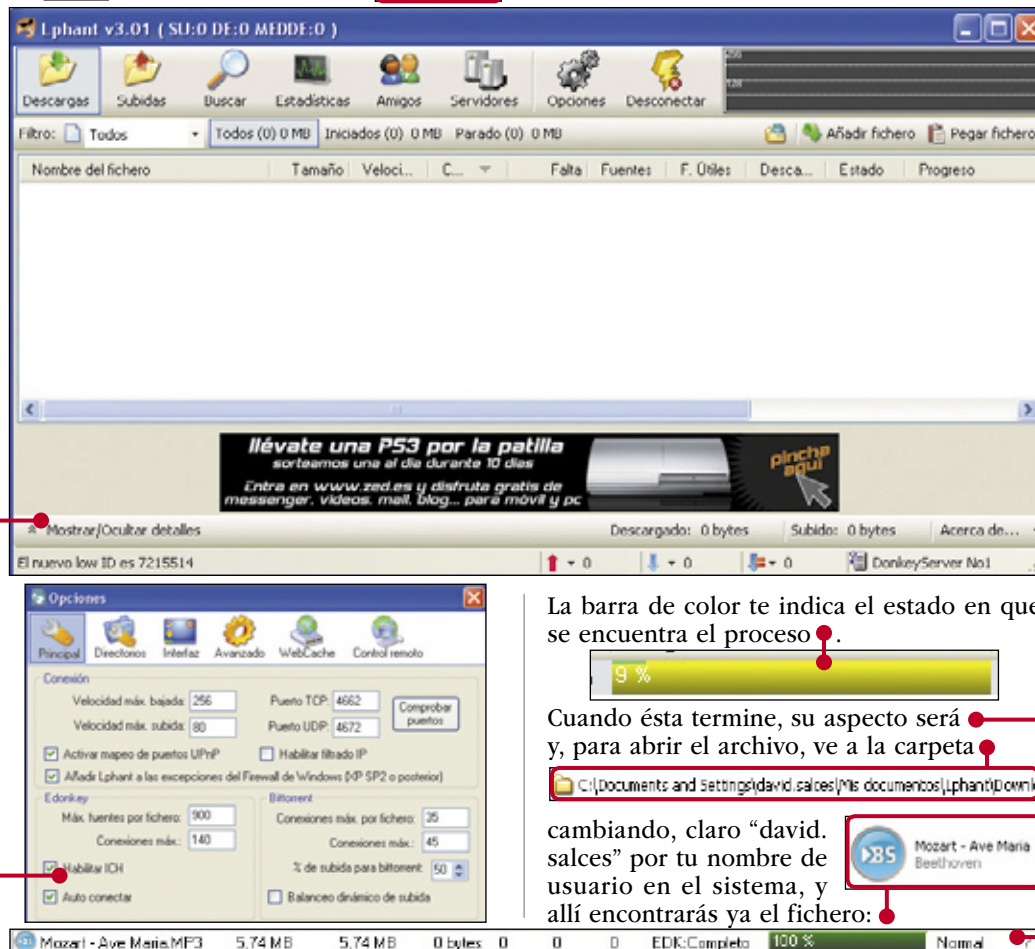 Lphant v3.01 ( SU:0 DE:0 MEDDE:0 )
Descargas Subidas Buscar Estadísticas Amigos Servidores Opciones Desconectar
128
Filtro: Todos Todos (0) 0 MB Iniciados (0) 0 MB Parado (0) 0 MB Añadir fichero Pegar fichero
Nombre del fichero Tamaño Veloci... C... Falta Fuentes F. Útiles Desca... Estado Progreso
llévate una PS3 por la patilla
sorteamos una al día durante 10 días
Entra en www.zed.es y disfruta gratis de
messenger, videos, mail, blog... para móvil y pc
pincha
aquí
Mostrar/Ocultar detalles Descargado: 0 bytes Subido: 0 bytes Acerca de...
El nuevo low ID es 7215514 0 0 0 DonkeyServer No1
Opciones
Principal Directorios Interfaz Avanzado WebCache Control remoto
Conexión
Velocidad máx. bajada: 256 Puerto TCP: 4662 Comprobar puertos
Velocidad máx. subida: 80 Puerto UDP: 4672
Activar mapeo de puertos UPnP Habilitar filtrado IP
Añadir Lphant a las excepciones del Firewall de Windows (XP SP2 o posterior)
Edonkey Bittorrent
Máx. fuentes por fichero: 900 Conexiones máx. por fichero: 35
Conexiones máx.: 140 Conexiones máx.: 45
Habilitar ICH % de subida para bittorrent: 50
Auto conectar Balanceo dinámico de subida
La barra de color te indica el estado en que
se encuentra el proceso .
9 %
Cuando ésta termine, su aspecto será
y, para abrir el archivo, ve a la carpeta
C:\Documents and Settings\david.salces\Mis documentos\Lphant\Downl
cambiando, claro “david.
salces” por tu nombre de
usuario en el sistema, y
allí encontrarás ya el fichero:
BS Mozart - Ave Maria
Beethoven
Mozart - Ave Maria.MP3 5,74 MB 5,74 MB 0 bytes 0 0 0 EDK:Completo 100 % Normal